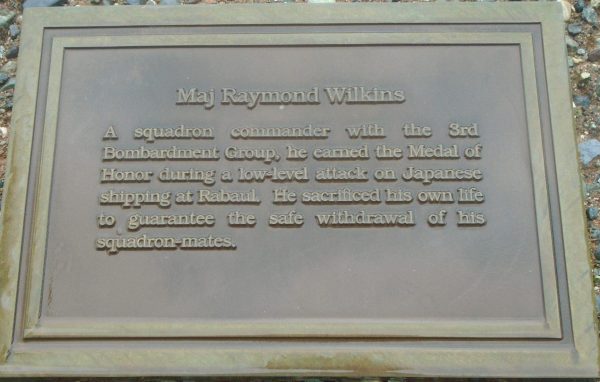 Maj Raymond Wilkins
A squadron commander with the 3rd
Bombardment Group, he earned the Medal of
Honor during a low-level attack on Japanese
shipping at Rabaul. He sacrificed his own life
to guarantee the safe withdrawal of his
squadron-mates.